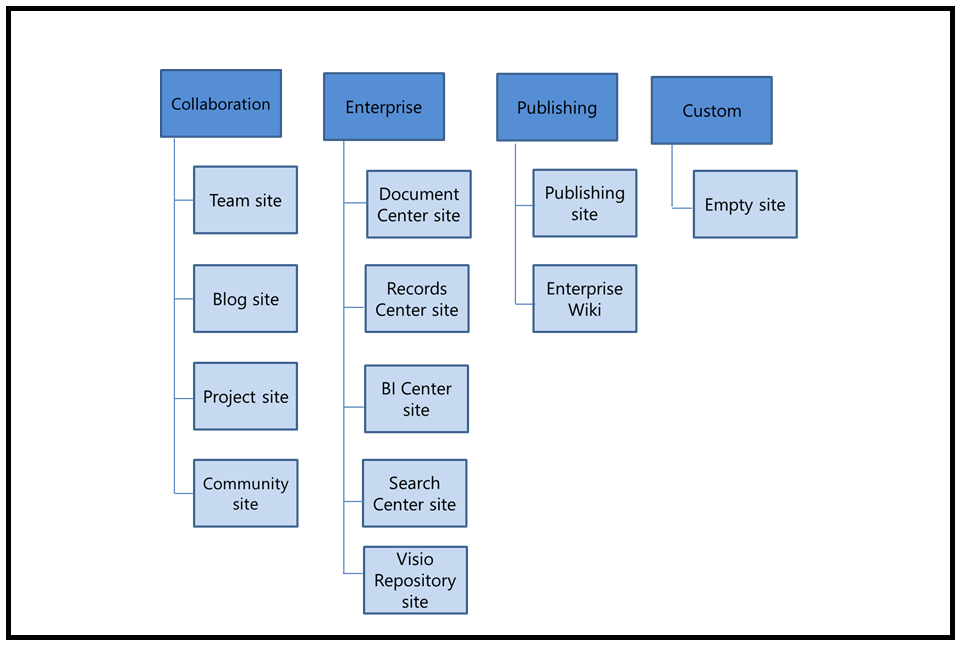 Collaboration
Team site
Blog site
Project site
Community
site
Enterprise
Document
Center site
Records
Center site
BI Center
site
Search
Center site
Visio
Repository
site
Publishing
Publishing
site
Enterprise
Wiki
Custom
Empty site